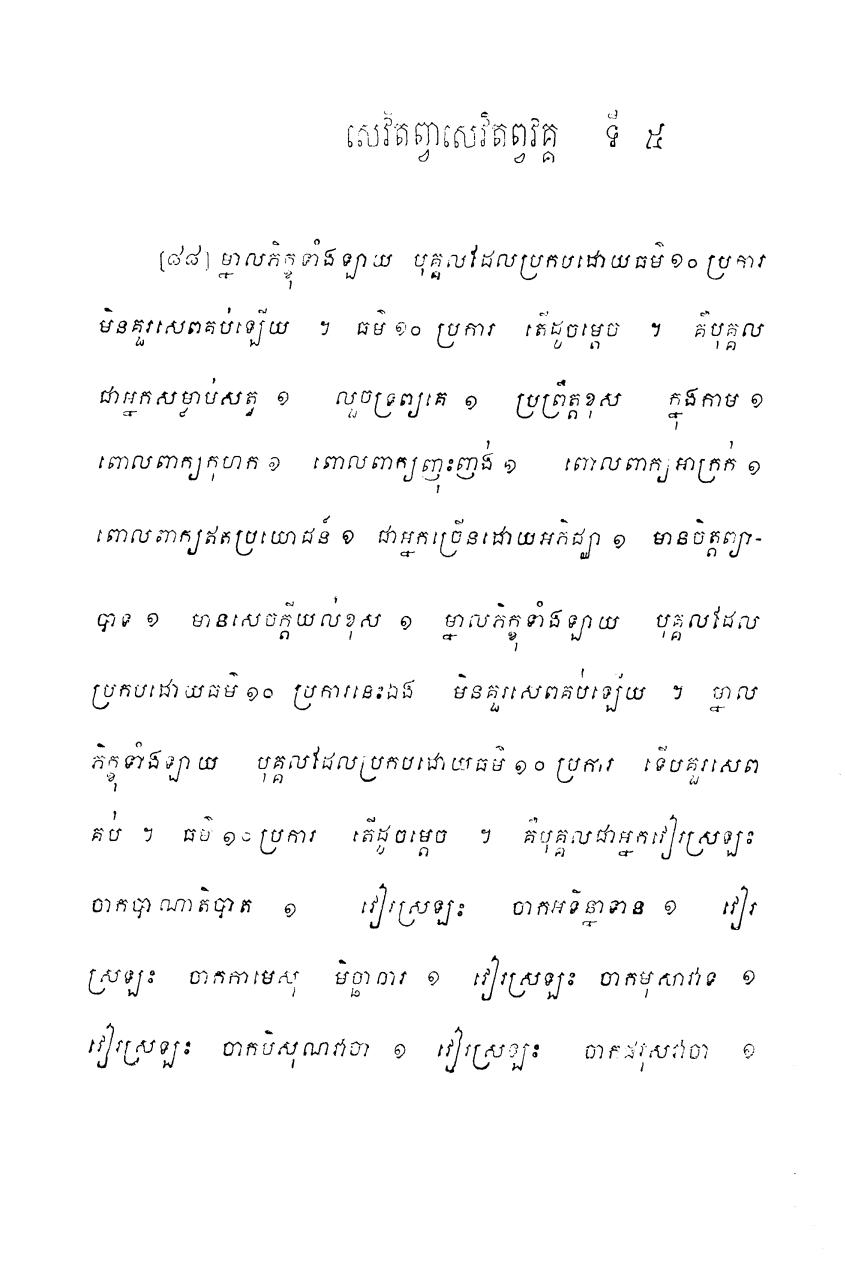 សេវិតព្វាសេវិតព្វវគ្គ ទី ៥
[៨៨] ម្នាលភិក្ខុទាំងឡាយ បុគ្គលដែលប្រកបដោយធម៌ ១០ ប្រការ
មិនគួរសេពគប់ឡើយ ។ ធម៌ ១០ ប្រការ តើដូចម្តេច ។ គឺបុគ្គល
ជាអ្នកសម្លាប់សត្វ ១ លួចទ្រព្យគេ ១ ប្រព្រឹត្តខុស ក្នុងកាម ១
ពោលពាក្យកុហក ១ ពោលពាក្យញុះញង់ ១ ពោលពាក្យអាក្រក់ ១
ពោលពាក្យឥតប្រយោជន៍ ១ ជាអ្នកច្រើនដោយអភិជ្ឈា ១ មានចិត្តព្យា-
បាទ ១ មានសេចក្តីយល់ខុស ១ ម្នាលភិក្ខុទាំងឡាយ បុគ្គលដែល
ប្រកបដោយធម៌ ១០ ប្រការនេះឯង មិនគួរសេពគប់ឡើយ ។ ម្នាល
ភិក្ខុទាំងឡាយ បុគ្គលដែលប្រកបដោយធម៌ ១០ ប្រការ ទើបគួរសេព
គប់ ។ ធម៌ ១០ ប្រការ តើដូចម្តេច ។ គឺបុគ្គលជាអ្នកវៀរស្រឡះ
ចាកបាណាតិបាត ១ វៀរស្រឡះ ចាកអទិន្នាទាន ១ វៀរ
ស្រឡះ ចាកកាមេសុ មិច្ឆាចារ ១ វៀរស្រឡះ ចាកមុសាវាទ ១
វៀរស្រឡះ ចាកបិសុណវាចា ១ វៀរស្រឡះ ចាកផរុសវាចា ១